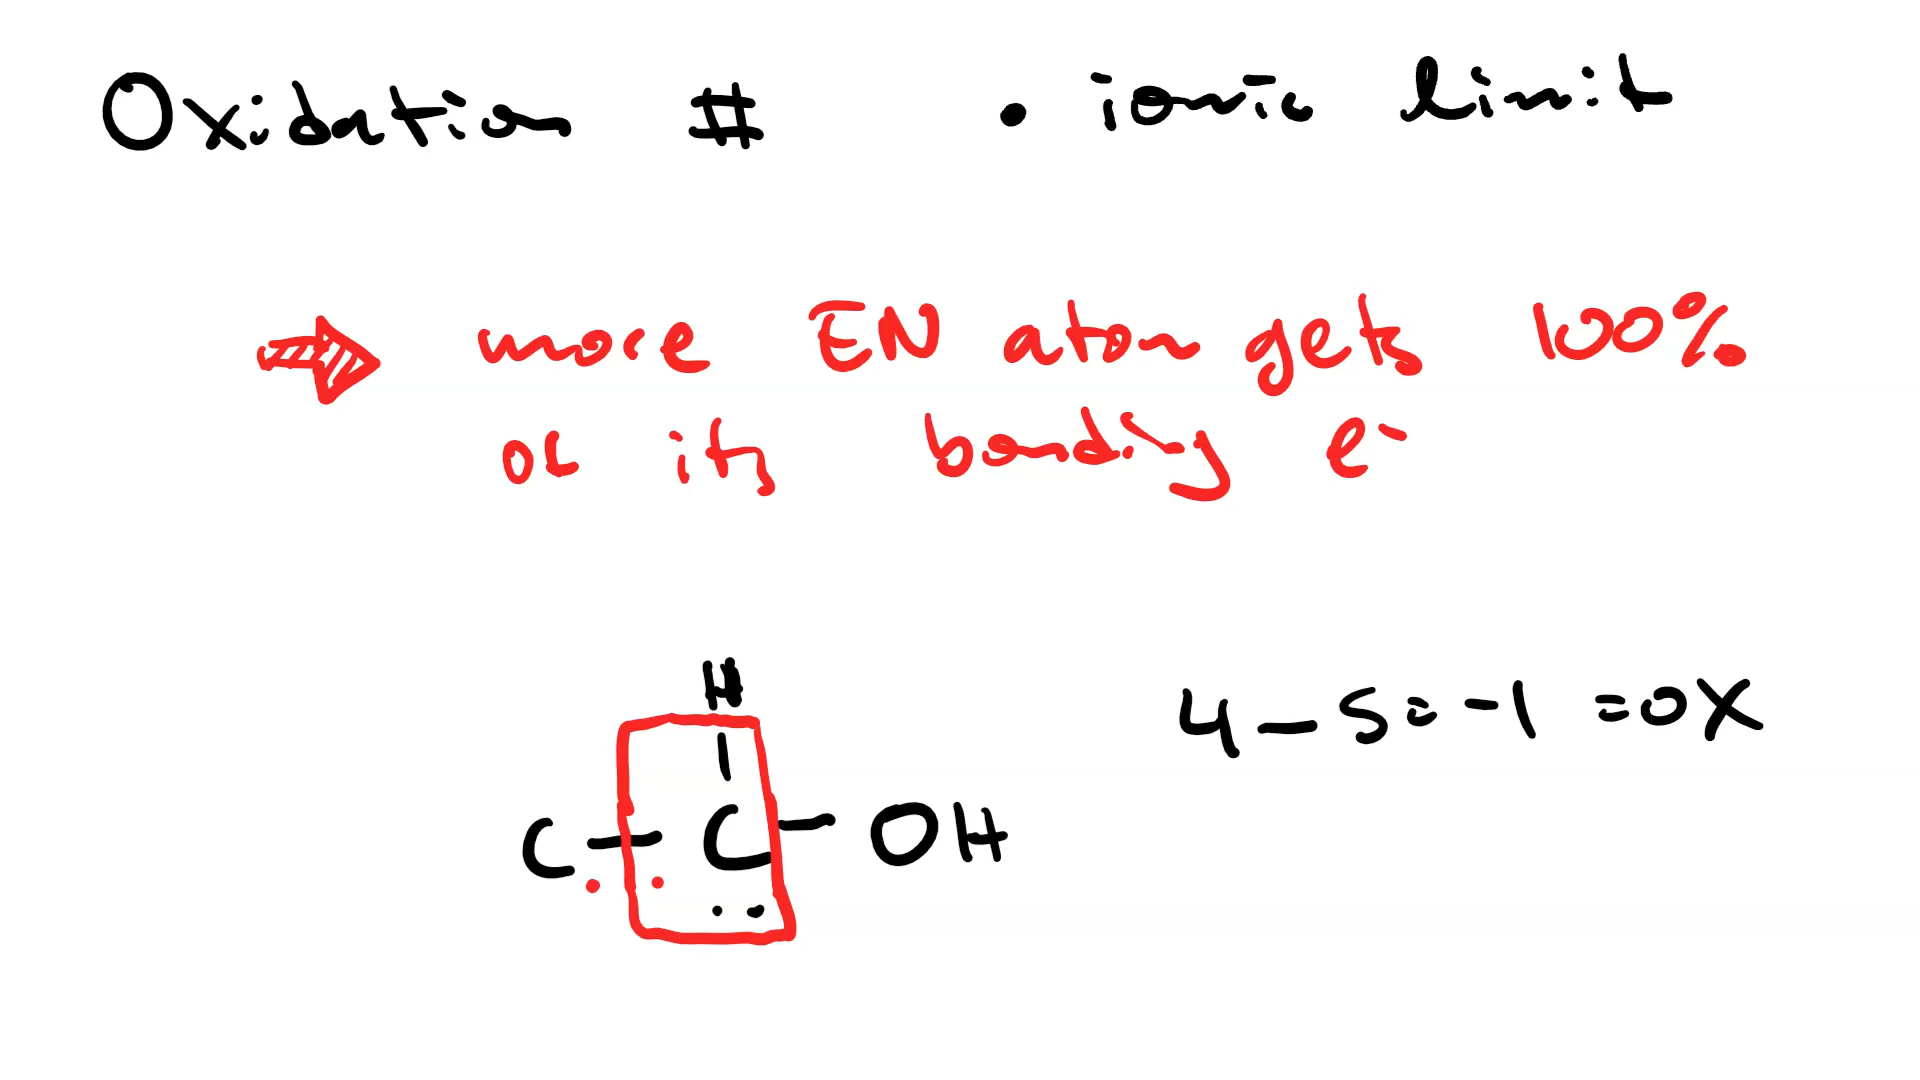 Oxidation # • ionic limit
⇒ more EN atom gets 100%
of its bonding e⁻
H
4 – 5 = -1 = OX
C – C – OH